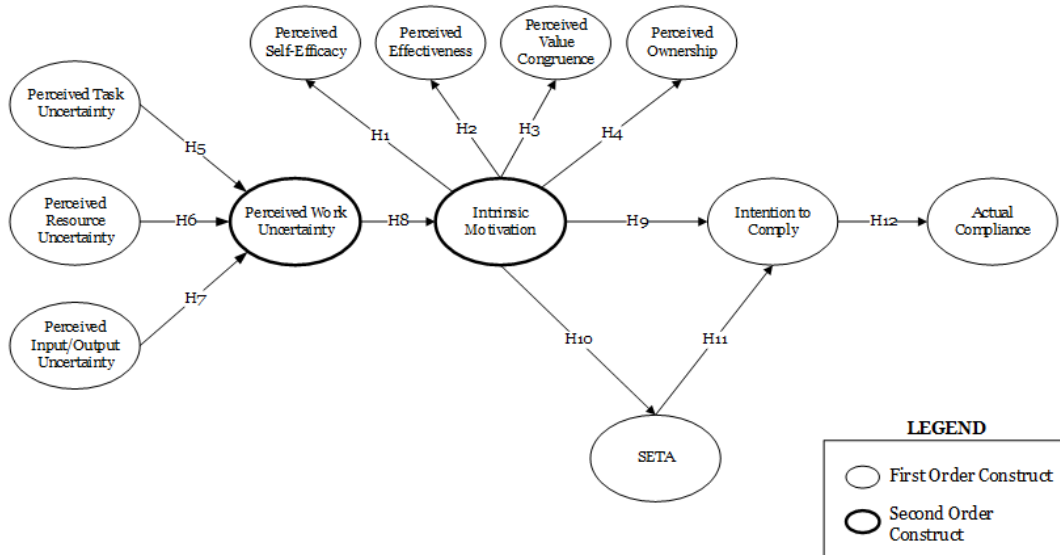 Perceived
Self-Efficacy
Perceived
Effectiveness
Perceived
Value
Congruence
Perceived
Ownership
Perceived Task
Uncertainty
H1
H2
H3
H4
H5
Perceived
Resource
Uncertainty
H6
Perceived Work
Uncertainty
H8
Intrinsic
Motivation
H9
Intention to
Comply
H12
Actual
Compliance
H7
Perceived
Input/Output
Uncertainty
H10
H11
SETA
LEGEND
First Order Construct
Second Order
Construct